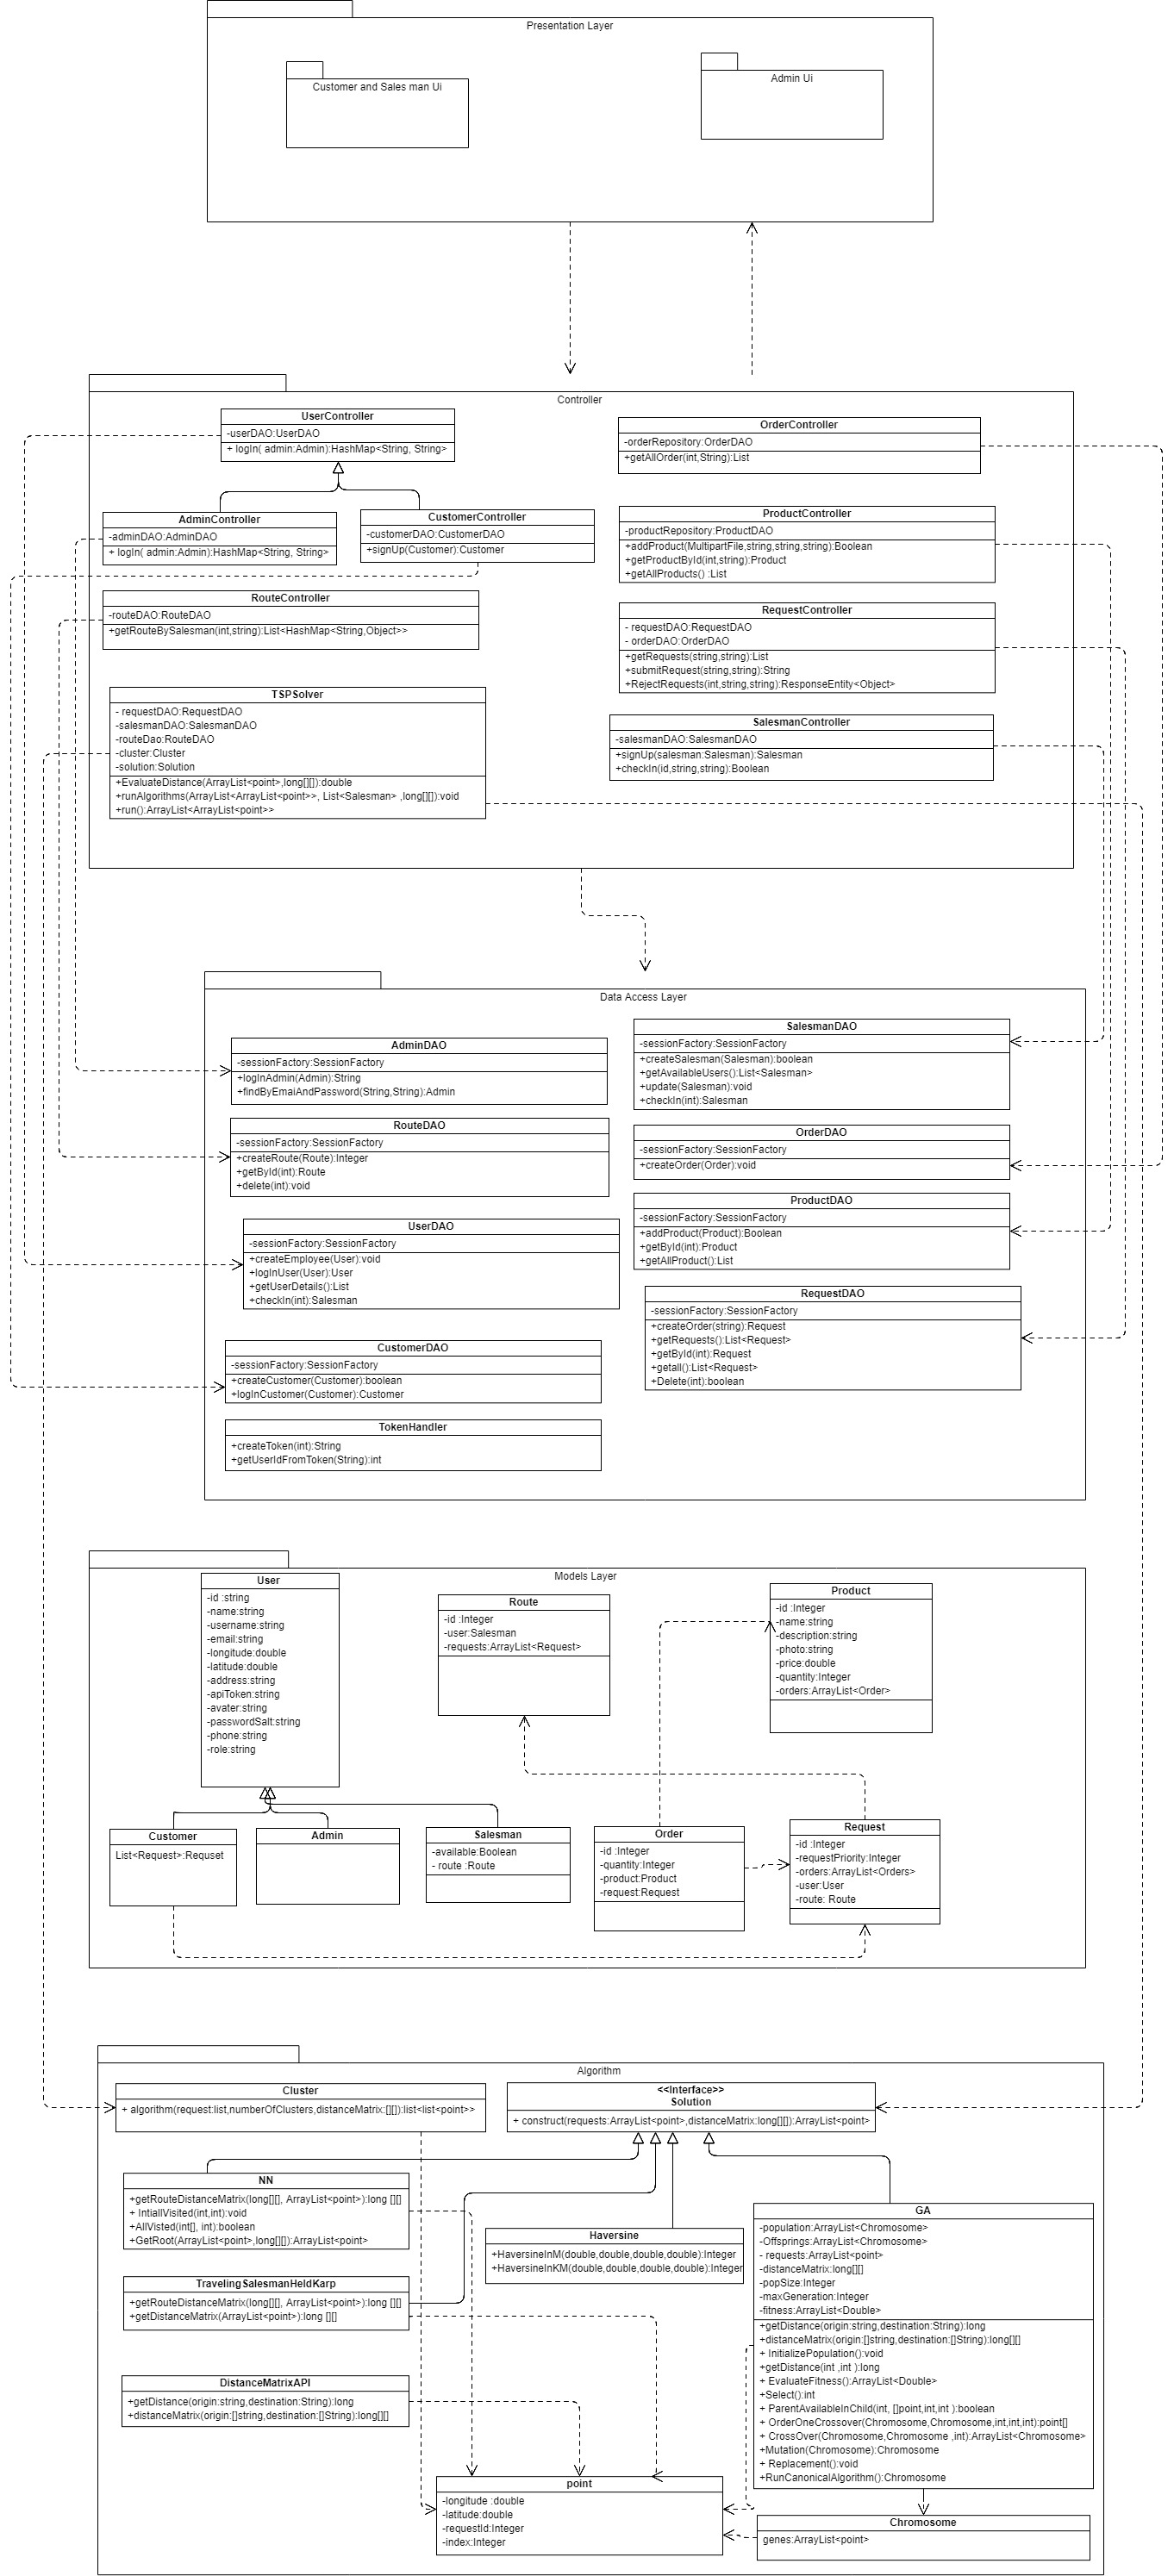 Presentation Layer
Customer and Sales man Ui
Admin Ui
Controller
UserController
-userDAO:UserDAO
+ logIn( admin:Admin):HashMap<String, String>
OrderController
-orderRepository:OrderDAO
+getAllOrder(int,String):List
AdminController
-adminDAO:AdminDAO
+ logIn( admin:Admin):HashMap<String, String>
CustomerController
-customerDAO:CustomerDAO
+signUp(Customer):Customer
ProductController
-productRepository:ProductDAO
+addProduct(MultipartFile,string,string,string):Boolean
+getProductById(int,string):Product
+getAllProducts() :List
RouteController
-routeDAO:RouteDAO
+getRouteBySalesman(int,string):List<HashMap<String,Object>>
RequestController
- requestDAO:RequestDAO
- orderDAO:OrderDAO
+getRequests(string,string):List
+submitRequest(string,string):String
+RejectRequests(int,string,string):ResponseEntity<Object>
TSPSolver
- requestDAO:RequestDAO
-salesmanDAO:SalesmanDAO
-routeDao:RouteDAO
-cluster:Cluster
-solution:Solution
+EvaluateDistance(ArrayList<point>,long[][]):double
+runAlgorithms(ArrayList<ArrayList<point>>, List<Salesman> ,long[][]):void
+run():ArrayList<ArrayList<point>>
SalesmanController
-salesmanDAO:SalesmanDAO
+signUp(salesman:Salesman):Salesman
+checkIn(id,string,string):Boolean
Data Access Layer
AdminDAO
-sessionFactory:SessionFactory
+logInAdmin(Admin):String
+findByEmaiAndPassword(String,String):Admin
SalesmanDAO
-sessionFactory:SessionFactory
+createSalesman(Salesman):boolean
+getAvailableUsers():List<Salesman>
+update(Salesman):void
+checkIn(int):Salesman
RouteDAO
-sessionFactory:SessionFactory
+createRoute(Route):Integer
+getById(int):Route
+delete(int):void
OrderDAO
-sessionFactory:SessionFactory
+createOrder(Order):void
ProductDAO
-sessionFactory:SessionFactory
+addProduct(Product):Boolean
+getById(int):Product
+getAllProduct():List
UserDAO
-sessionFactory:SessionFactory
+createEmployee(User):void
+logInUser(User):User
+getUserDetails():List
+checkIn(int):Salesman
RequestDAO
-sessionFactory:SessionFactory
+createOrder(string):Request
+getRequests():List<Request>
+getById(int):Request
+getall():List<Request>
+Delete(int):boolean
CustomerDAO
-sessionFactory:SessionFactory
+createCustomer(Customer):boolean
+logInCustomer(Customer):Customer
TokenHandler
+createToken(int):String
+getUserIdFromToken(String):int
Models Layer
User
-id :string
-name:string
-username:string
-email:string
-longitude:double
-latitude:double
-address:string
-apiToken:string
-avater:string
-passwordSalt:string
-phone:string
-role:string
Route
-id :Integer
-user:Salesman
-requests:ArrayList<Request>
Product
-id :Integer
-name:string
-description:string
-photo:string
-price:double
-quantity:Integer
-orders:ArrayList<Order>
Customer
List<Request>:Requset
Admin
Salesman
-available:Boolean
- route :Route
Order
-id :Integer
-quantity:Integer
-product:Product
-request:Request
Request
-id :Integer
-requestPriority:Integer
-orders:ArrayList<Orders>
-user:User
-route: Route
Algorithm
Cluster
+ algorithm(request:list,numberOfClusters,distanceMatrix:[][]):list<list<point>>
<<Interface>>
Solution
+ construct(requests:ArrayList<point>,distanceMatrix:long[][]):ArrayList<point>
NN
+getRouteDistanceMatrix(long[][], ArrayList<point>):long [][]
+ IntiallVisited(int,int):void
+AllVisted(int[], int):boolean
+GetRoot(ArrayList<point>,long[][]):ArrayList<point>
Haversine
+HaversineInM(double,double,double,double):Integer
+HaversineInKM(double,double,double,double):Integer
GA
-population:ArrayList<Chromosome>
-Offsprings:ArrayList<Chromosome>
- requests:ArrayList<point>
-distanceMatrix:long[][]
-popSize:Integer
-maxGeneration:Integer
-fitness:ArrayList<Double>
+getDistance(origin:string,destination:String):long
+distanceMatrix(origin:[]string,destination:[]String):long[][]
+ InitializePopulation():void
+getDistance(int ,int ):long
+ EvaluateFitness():ArrayList<Double>
+Select():int
+ ParentAvailableInChild(int, []point,int,int ):boolean
+ OrderOneCrossover(Chromosome,Chromosome,int,int,int):point[]
+ CrossOver(Chromosome,Chromosome ,int):ArrayList<Chromosome>
+Mutation(Chromosome):Chromosome
+ Replacement():void
+RunCanonicalAlgorithm():Chromosome
TravelingSalesmanHeldKarp
+getRouteDistanceMatrix(long[][], ArrayList<point>):long [][]
+getDistanceMatrix(ArrayList<point>):long [][]
DistanceMatrixAPI
+getDistance(origin:string,destination:String):long
+distanceMatrix(origin:[]string,destination:[]String):long[][]
point
-longitude :double
-latitude:double
-requestId:Integer
-index:Integer
Chromosome
genes:ArrayList<point>